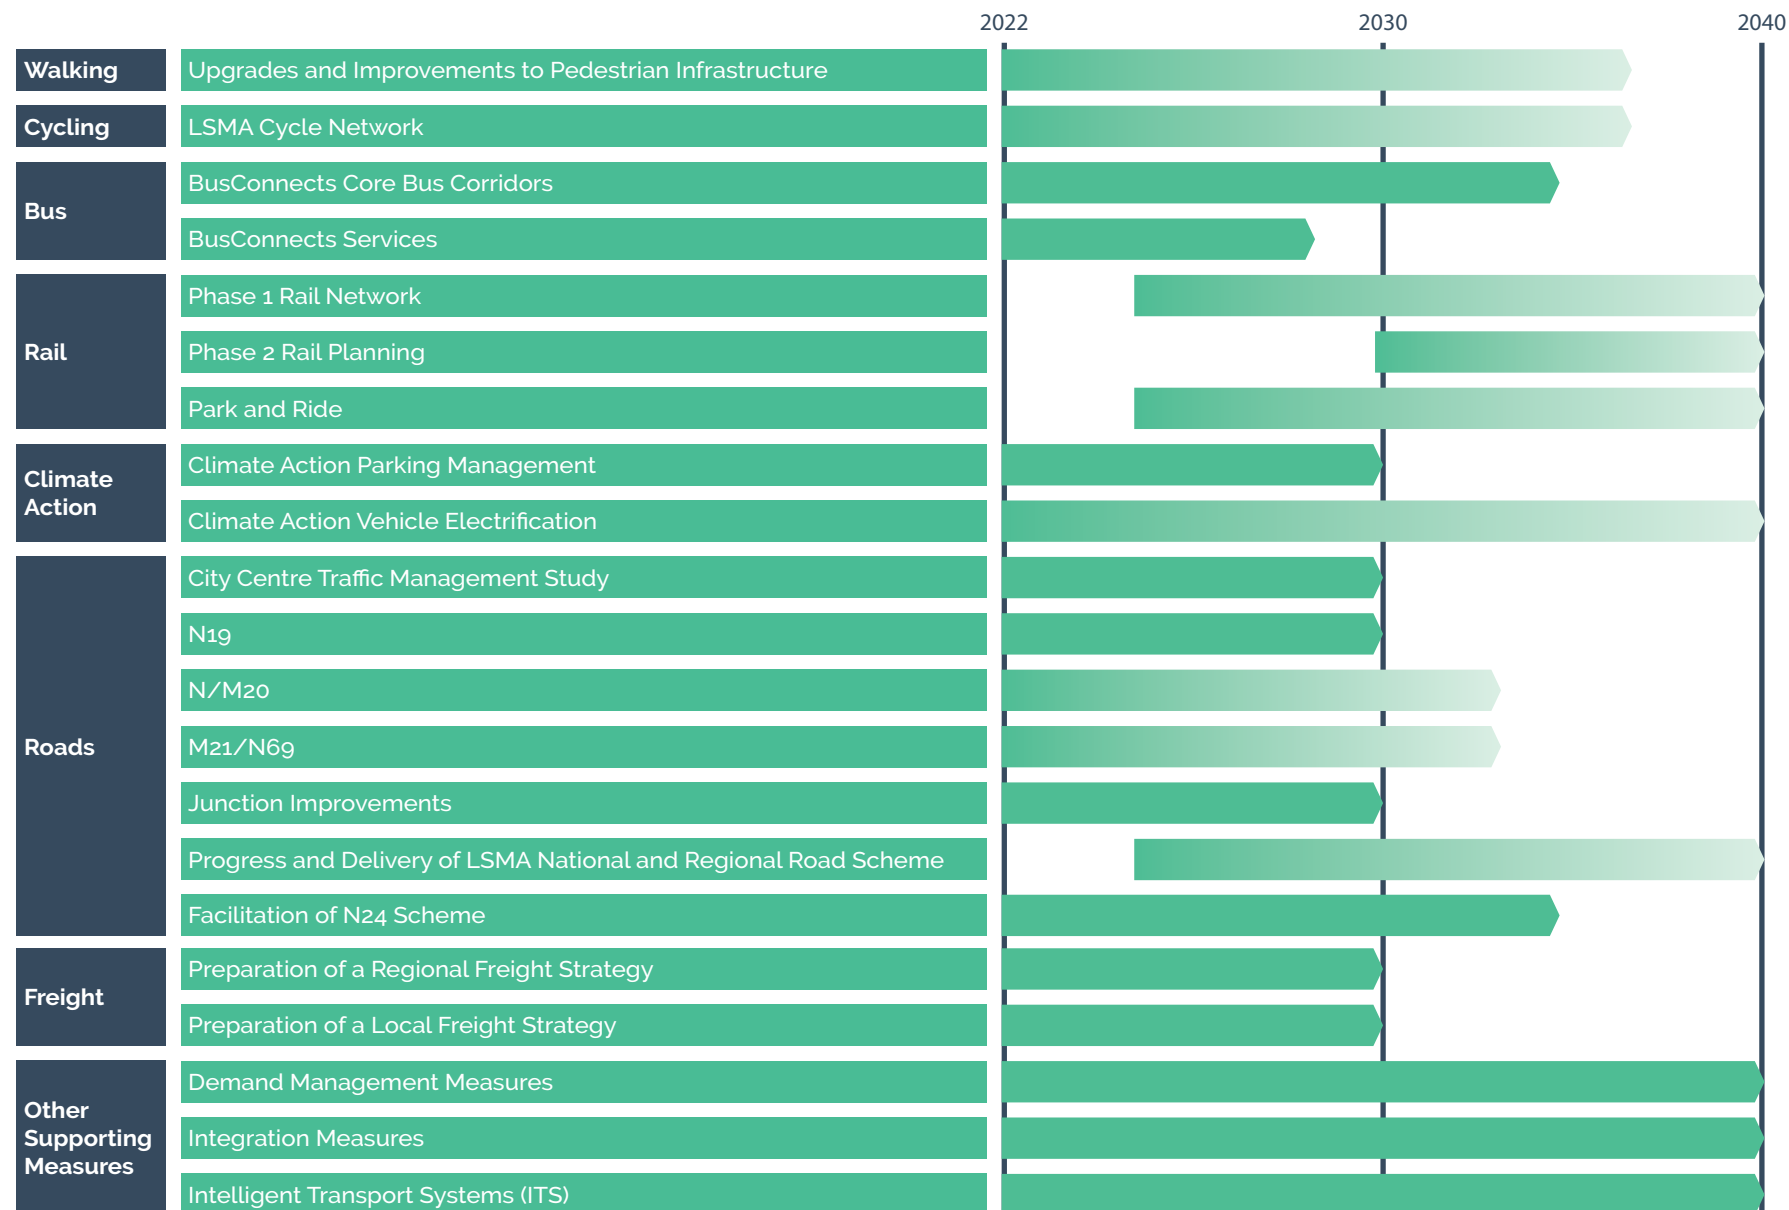 2022 2030 2040
Walking
Upgrades and Improvements to Pedestrian Infrastructure
Cycling
LSMA Cycle Network
Bus
BusConnects Core Bus Corridors
BusConnects Services
Rail
Phase 1 Rail Network
Phase 2 Rail Planning
Park and Ride
Climate
Action
Climate Action Parking Management
Climate Action Vehicle Electrification
Roads
City Centre Traffic Management Study
N19
N/M20
M21/N69
Junction Improvements
Progress and Delivery of LSMA National and Regional Road Scheme
Facilitation of N24 Scheme
Freight
Preparation of a Regional Freight Strategy
Preparation of a Local Freight Strategy
Other
Supporting
Measures
Demand Management Measures
Integration Measures
Intelligent Transport Systems (ITS)